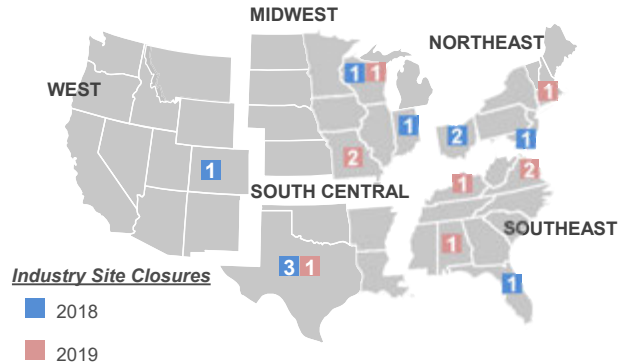 MIDWEST
NORTHEAST
WEST
1 1
1
1
2
1
2
1
1
2
SOUTH CENTRAL
SOUTHEAST
1
3 1
1
Industry Site Closures
2018
2019